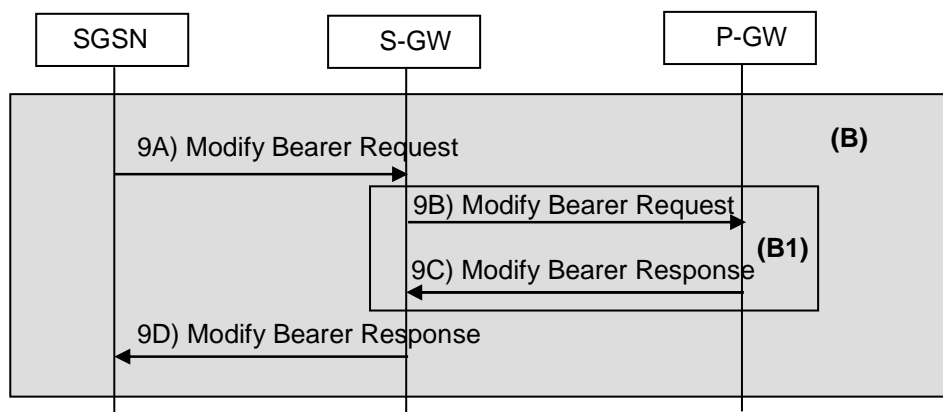 SGSN
S-GW
P-GW
(B)
9A) Modify Bearer Request
9B) Modify Bearer Request
(B1)
9C) Modify Bearer Response
9D) Modify Bearer Response